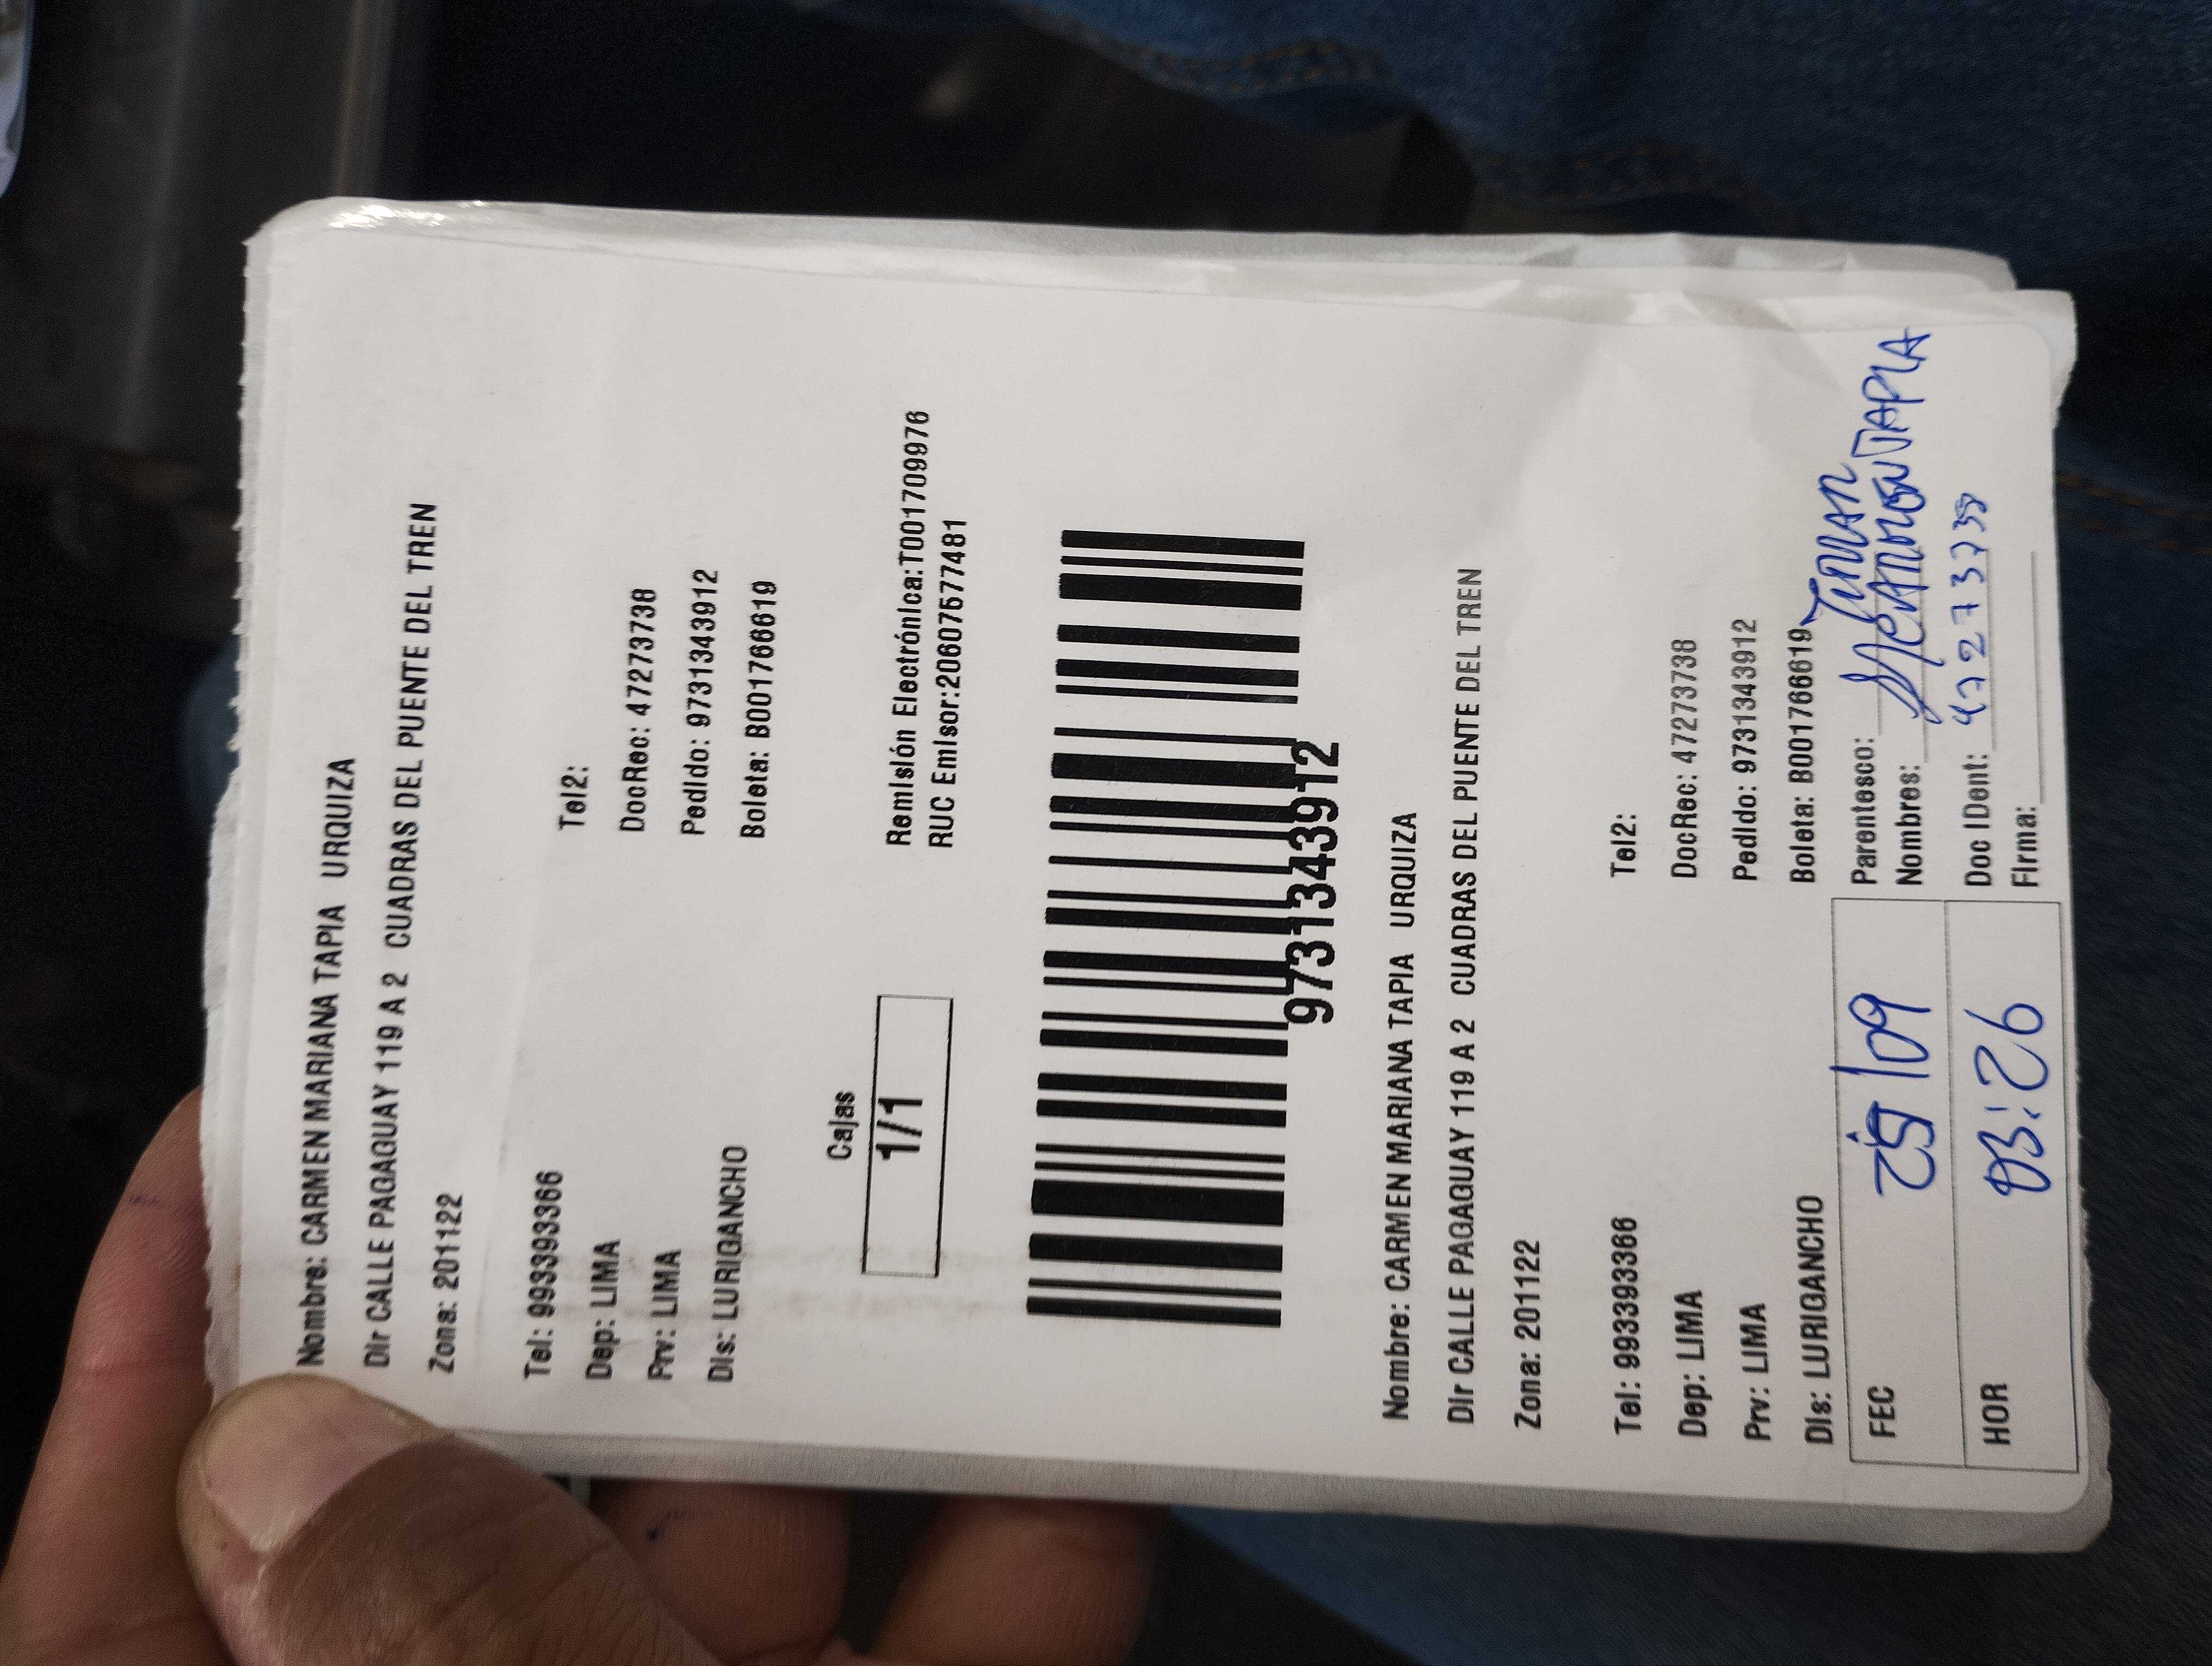 Nombre: CARMEN MARIANA TAPIA URQUIZA
Dir CALLE PAGAGUAY 119 A 2 CUADRAS DEL PUENTE DEL TREN
Zona: 201122
Tel: 993393366 Tel2:
Dep: LIMA DocRec: 47273738
Prv: LIMA Pedido: 9731343912
Dis: LURIGANCHO Boleta: B001766619
Cajas
1/1
Remisión Electrónica:T001709976
RUC Emisor:20607577481
9731343912
Nombre: CARMEN MARIANA TAPIA URQUIZA
Dir CALLE PAGAGUAY 119 A 2 CUADRAS DEL PUENTE DEL TREN
Zona: 201122
Tel: 993393366 Tel2:
Dep: LIMA DocRec: 47273738
Prv: LIMA Pedido: 9731343912
Dis: LURIGANCHO Boleta: B001766619
FEC 25/09
HOR 03:26
Parentesco:
Nombres: TAPIA
Doc IDent: 47273738
Firma: